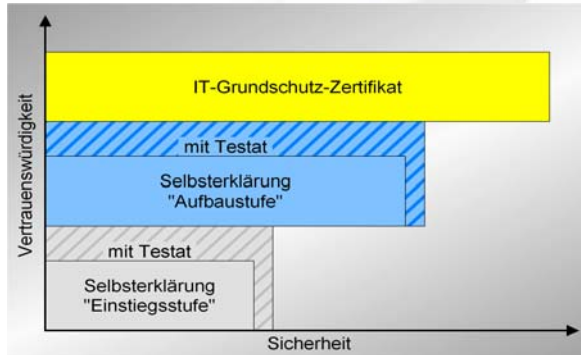 IT-Grundschutz-Zertifikat
mit Testat
Selbsterklärung
"Aufbaustufe"
mit Testat
Selbsterklärung
"Einstiegsstufe"
Vertrauenswürdigkeit
Sicherheit